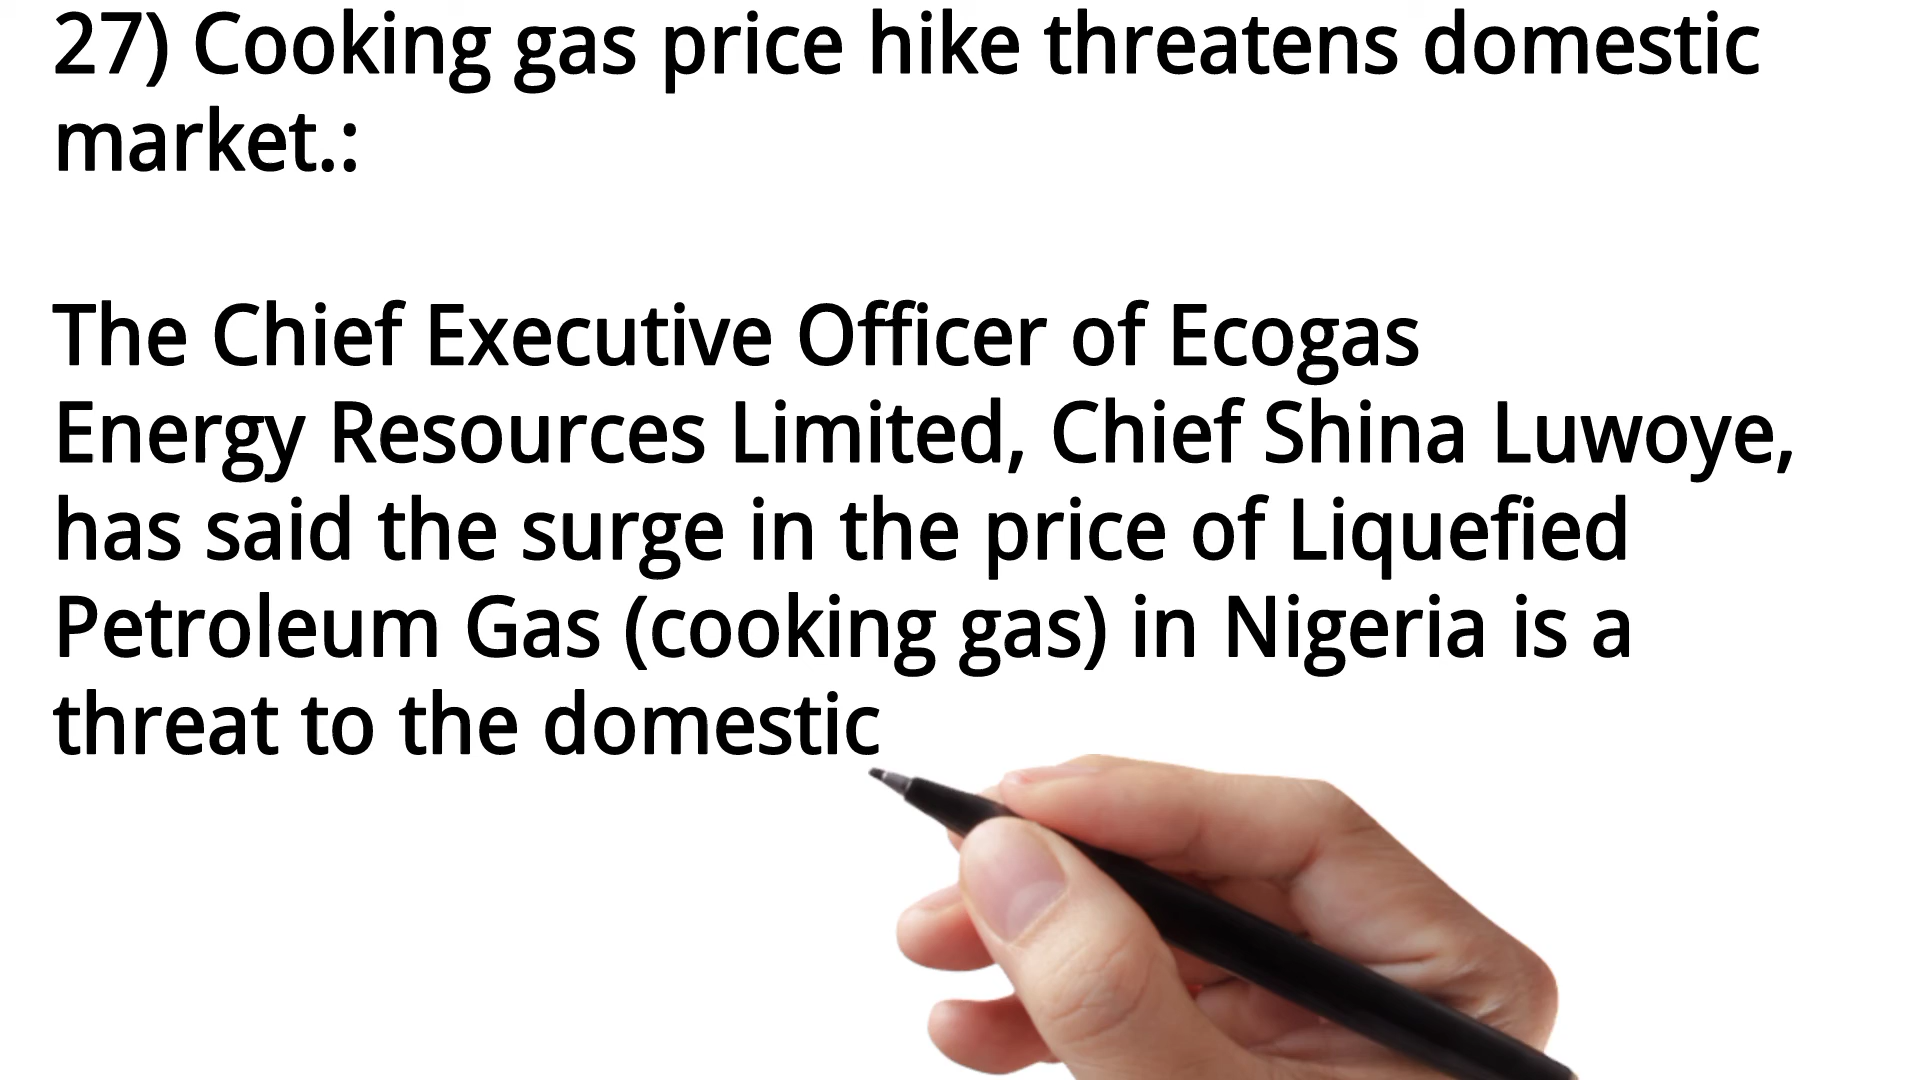 27) Cooking gas price hike threatens domestic
market.:
The Chief Executive Officer of Ecogas
Energy Resources Limited, Chief Shina Luwoye,
has said the surge in the price of Liquefied
Petroleum Gas (cooking gas) in Nigeria is a
threat to the domestic